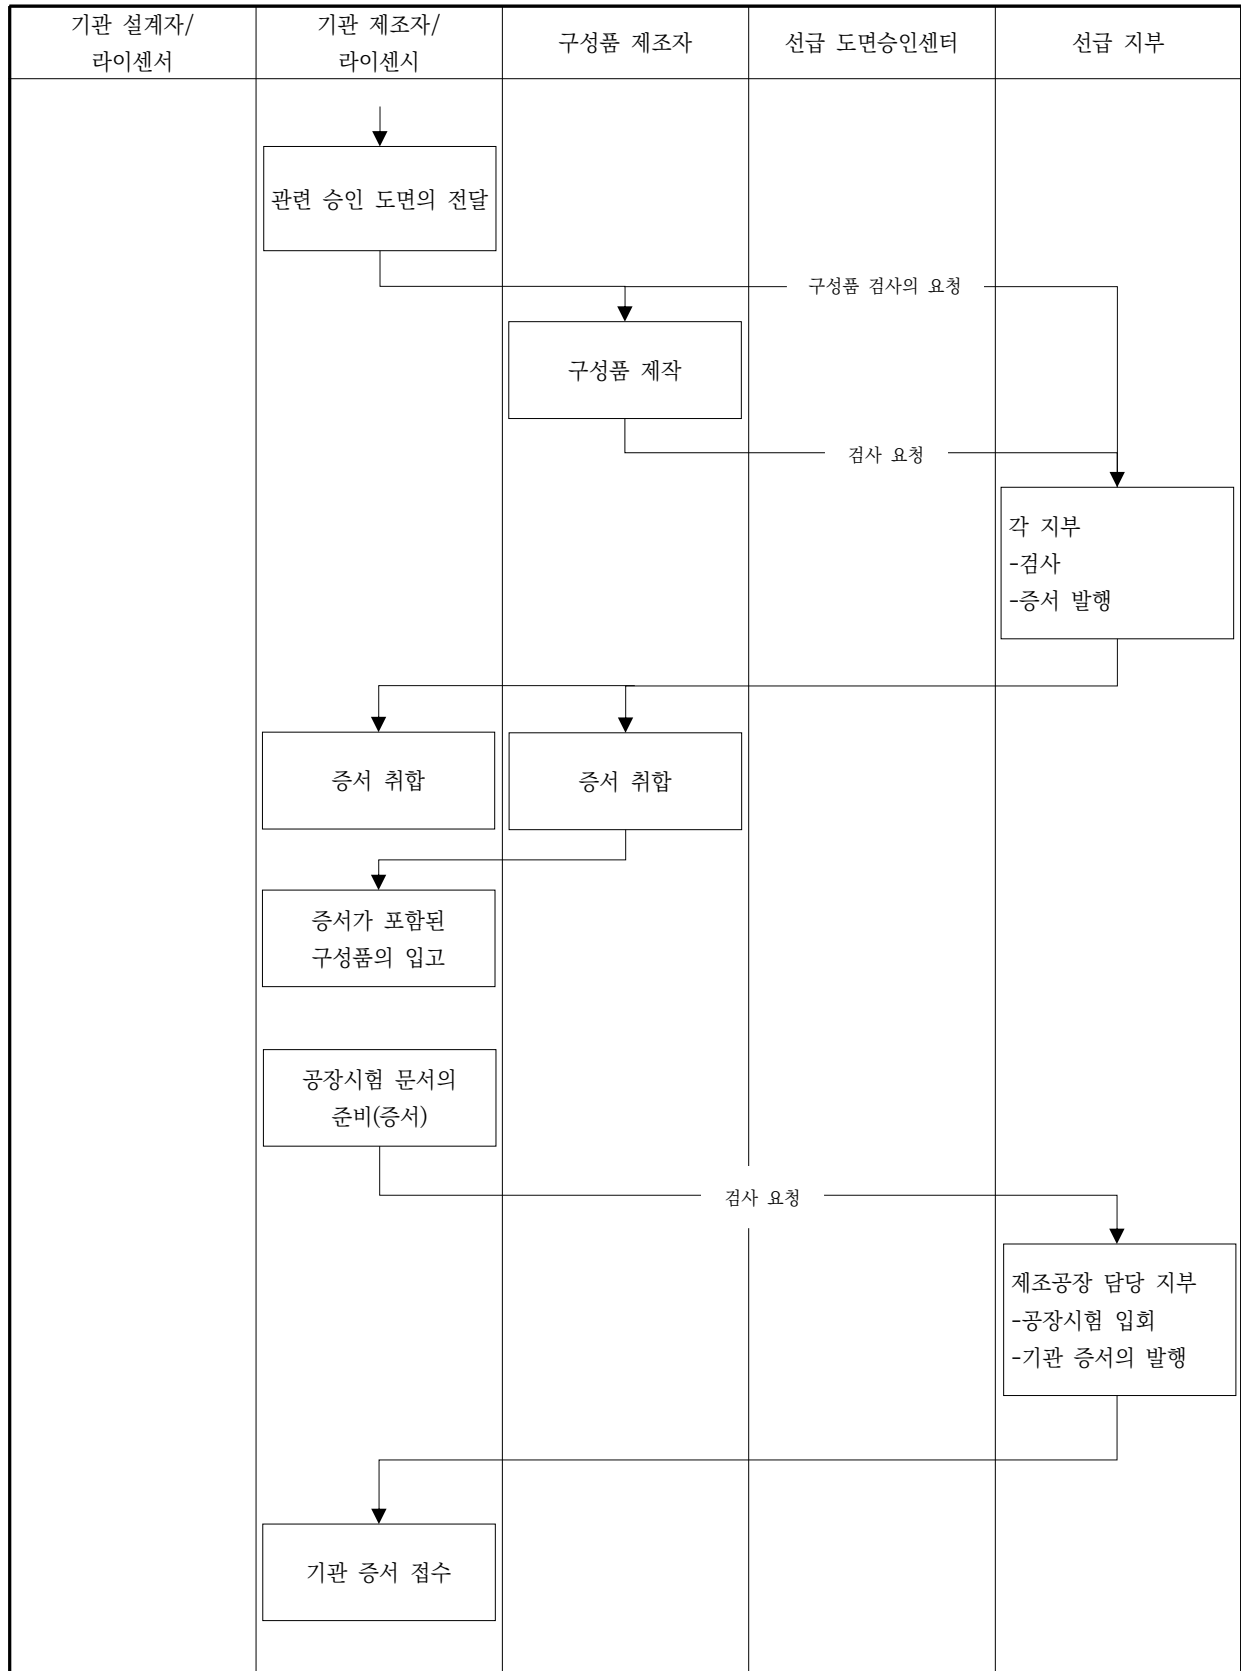 기관 설계자/
라이센서
기관 제조자/
라이센시
구성품 제조자
선급 도면승인센터
선급 지부
관련 승인 도면의 전달
구성품 검사의 요청
구성품 제작
검사 요청
각 지부
-검사
-증서 발행
증서 취합
증서 취합
증서가 포함된
구성품의 입고
공장시험 문서의
준비(증서)
검사 요청
제조공장 담당 지부
-공장시험 입회
-기관 증서의 발행
기관 증서 접수